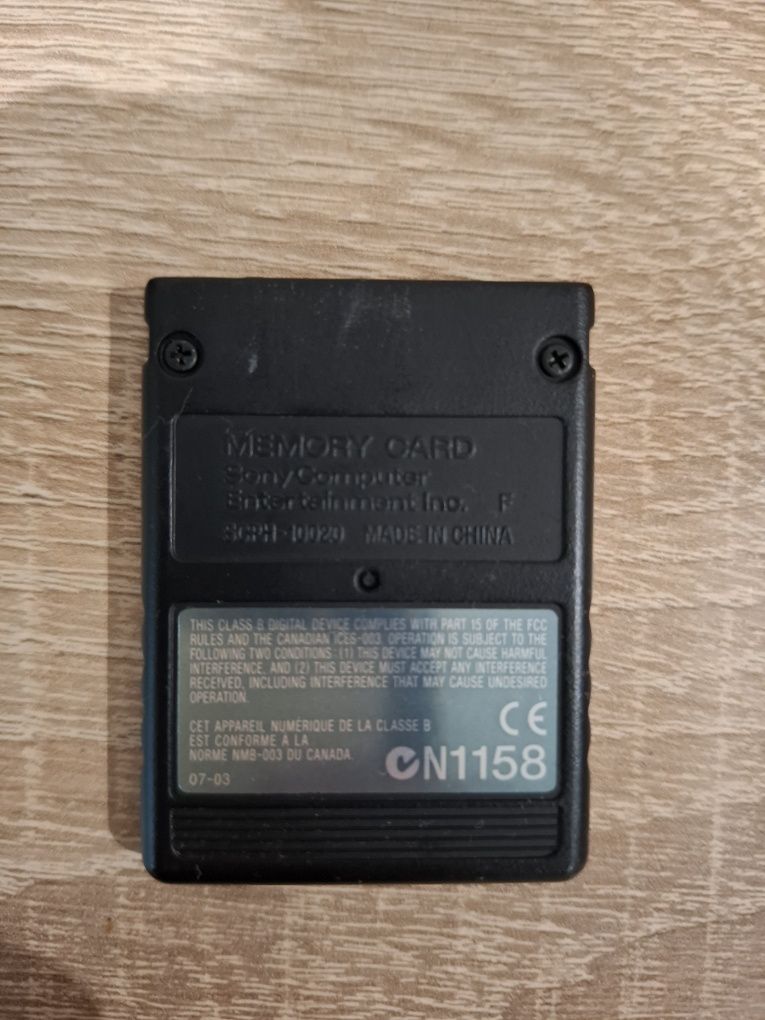 MEMORY CARD
Sony Computer
Entertainment Inc. F
SCPH-10020 MADE IN CHINA
THIS CLASS B DIGITAL DEVICE COMPLIES WITH PART 15 OF THE FCC
RULES AND THE CANADIAN ICES-003. OPERATION IS SUBJECT TO THE
FOLLOWING TWO CONDITIONS: (1) THIS DEVICE MAY NOT CAUSE HARMFUL
INTERFERENCE, AND (2) THIS DEVICE MUST ACCEPT ANY INTERFERENCE
RECEIVED, INCLUDING INTERFERENCE THAT MAY CAUSE UNDESIRED
OPERATION.
CET APPAREIL NUMÉRIQUE DE LA CLASSE B
EST CONFORME À LA
NORME NMB-003 DU CANADA.
CE
N1158
07-03